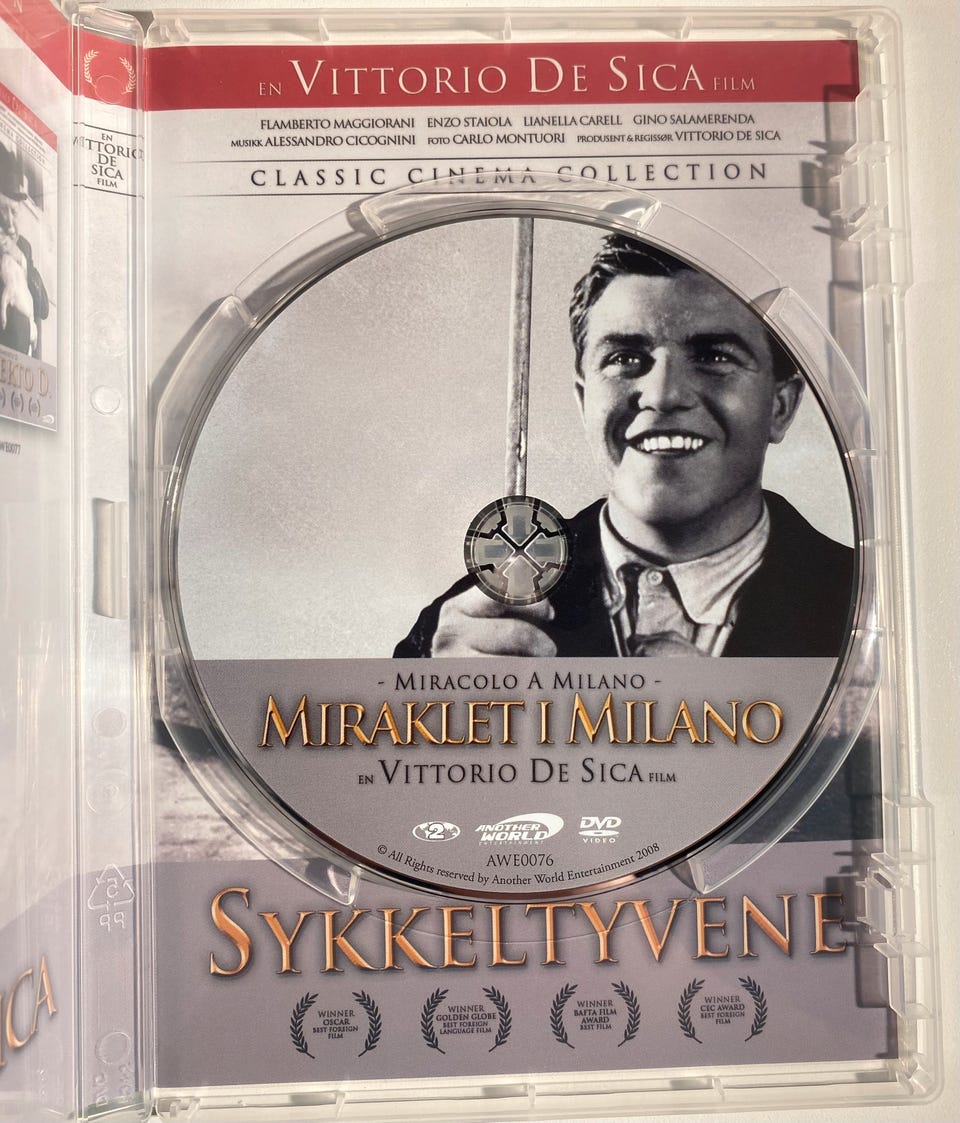 EN VITTORIO DE SICA FILM
FLAMBERTO MAGGIORANI ENZO STAIOLA LIANELLA CARELL GINO SALAMERENDA
MUSIKK ALESSANDRO CICOGNINI FOTO CARLO MONTUORI PRODUSENT & REGISSØR VITTORIO DE SICA
CLASSIC CINEMA COLLECTION
EN
VITTORIO
DE
SICA
FILM
ERTO D.
AWE0077
- MIRACOLO A MILANO -
MIRAKLET I MILANO
EN VITTORIO DE SICA FILM
2
ANOTHER WORLD ENTERTAINMENT
DVD VIDEO
AWE0076
© All Rights reserved by Another World Entertainment 2008
SYKKELTYVENE
WINNER
OSCAR
BEST FOREIGN
FILM
WINNER
GOLDEN GLOBE
BEST FOREIGN
LANGUAGE FILM
WINNER
BAFTA FILM
AWARD
BEST FILM
WINNER
CEC AWARD
BEST FOREIGN
FILM
SICA